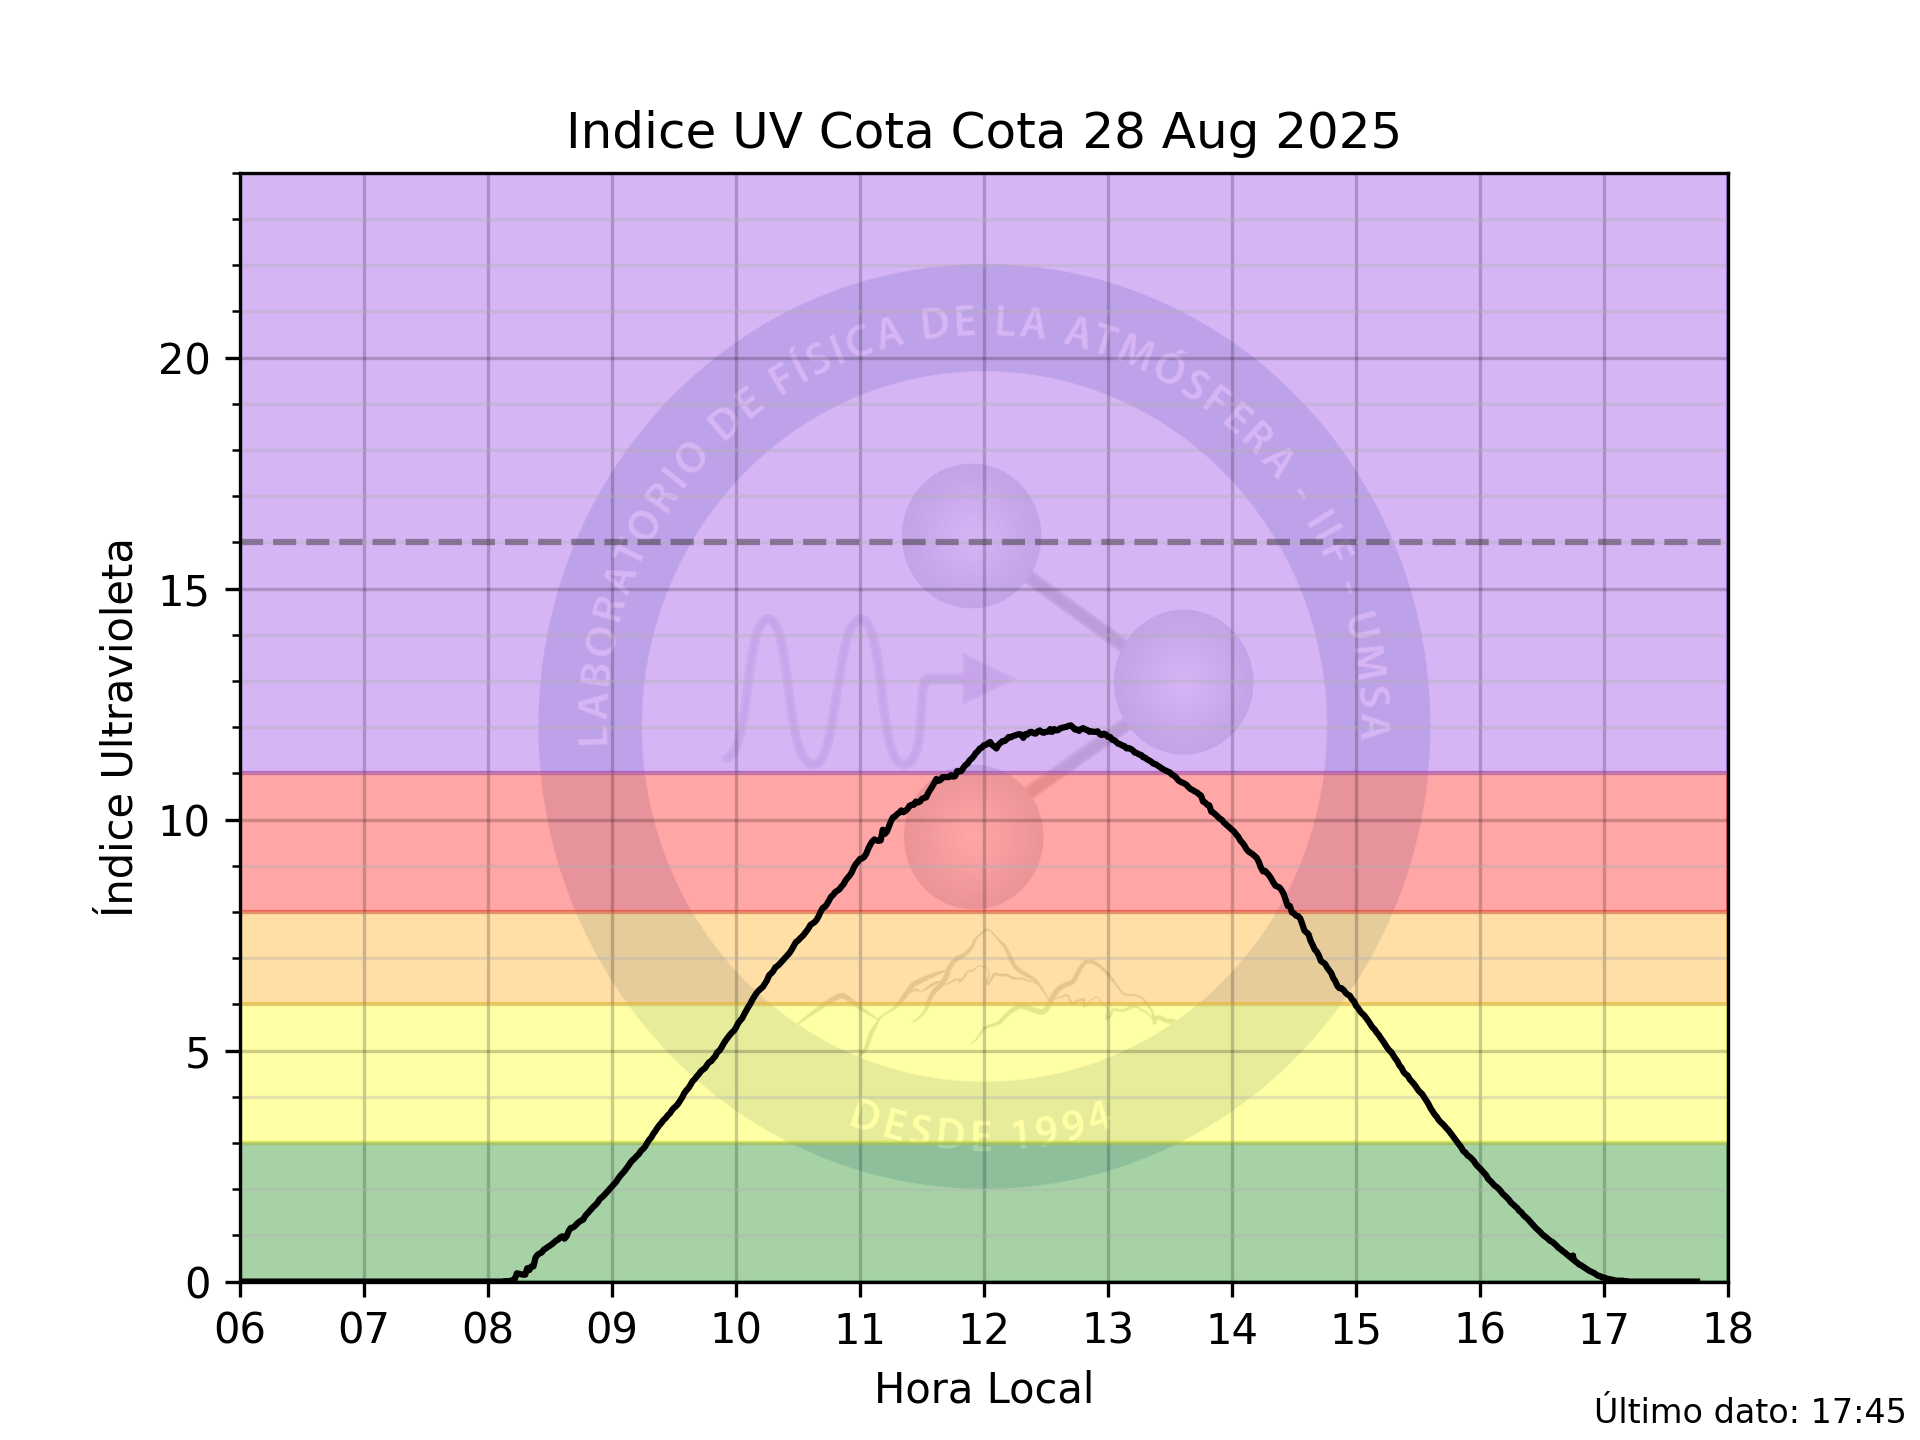 Indice UV Cota Cota 28 Aug 2025
Índice Ultravioleta
20
15
10
5
0
LABORATORIO DE FÍSICA DE LA ATMÓSFERA - IIF - UMSA
DESDE 1994
06 07 08 09 10 11 12 13 14 15 16 17 18
Hora Local
Último dato: 17:45